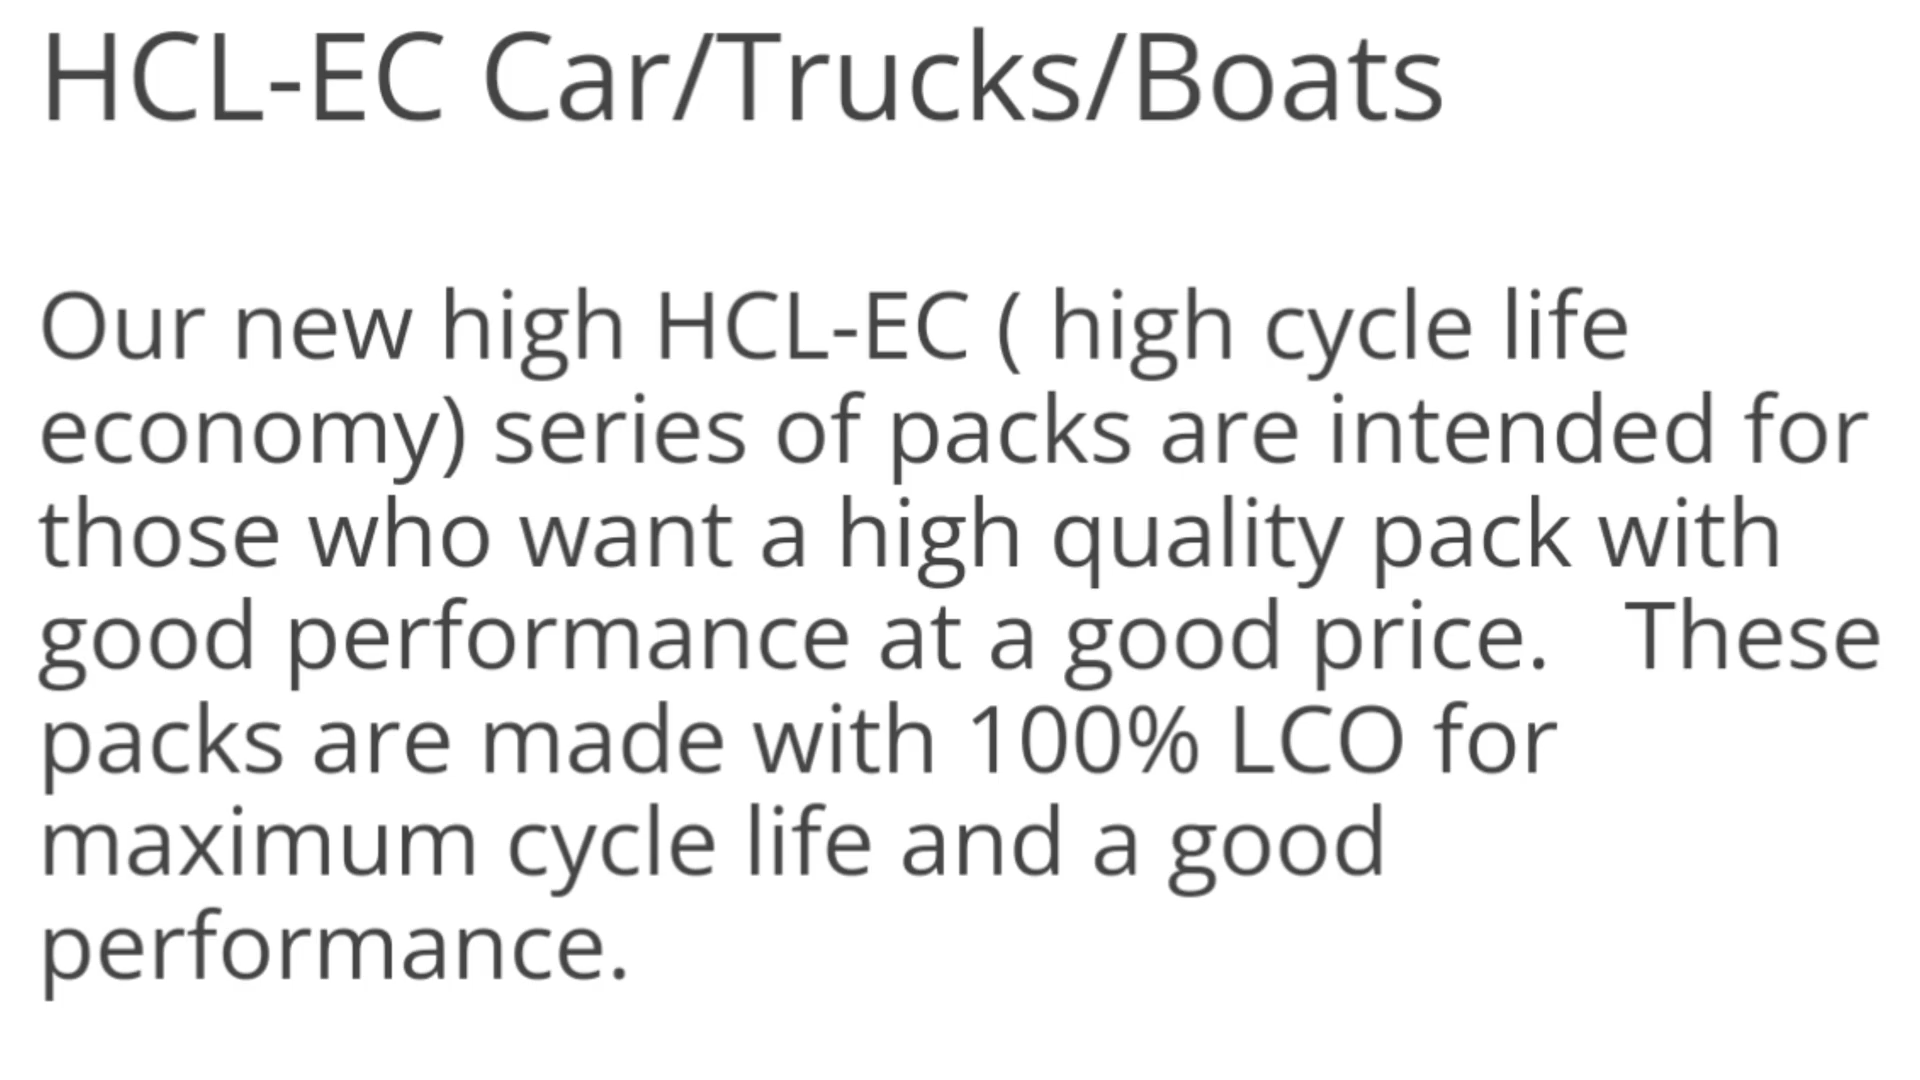 HCL-EC Car/Trucks/Boats
Our new high HCL-EC ( high cycle life
economy) series of packs are intended for
those who want a high quality pack with
good performance at a good price.   These
packs are made with 100% LCO for
maximum cycle life and a good
performance.